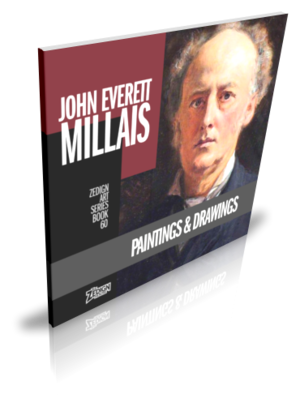 JOHN EVERETT
MILLAIS
ZEDIGN
ART
SERIES
BOOK
60
PAINTINGS & DRAWINGS
ZEDIGN